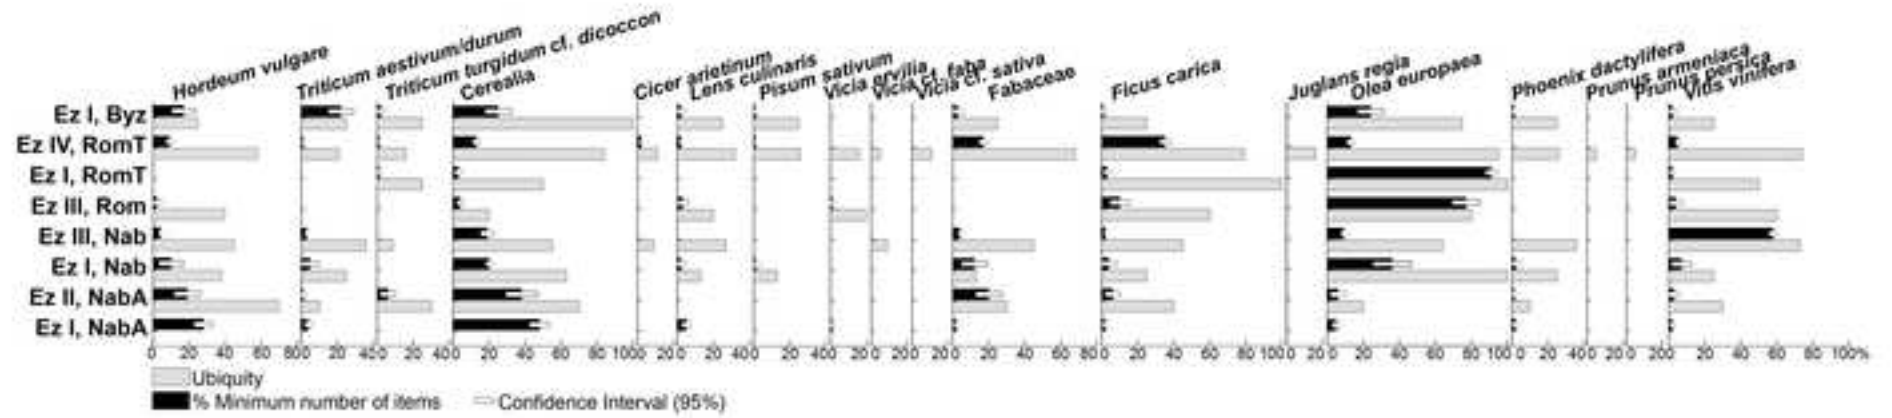 Hordeum vulgare
Triticum aestivum/durum
Triticum turgidum cf. dicoccon
Cerealia
Cicer arietinum
Lens culinaris
Pisum sativum
Vicia ervilia
Vicia cf. faba
Vicia cf. sativa
Fabaceae
Ficus carica
Juglans regia
Olea europaea
Phoenix dactylifera
Prunus armeniaca
Prunus persica
Vitis vinifera
Ez I, Byz
Ez IV, RomT
Ez I, RomT
Ez III, Rom
Ez III, Nab
Ez I, Nab
Ez II, NabA
Ez I, NabA
0 20 40 60 80 0 20 40 0 20 40 0 20 40 60 80 100 0 20 0 20 40 0 20 40 0 20 0 20 0 20 0 20 40 60 80 0 20 40 60 80 100 0 20 0 20 40 60 80 100 0 20 40 0 20 0 20 0 20 40 60 80 100%
Ubiquity
% Minimum number of items Confidence Interval (95%)